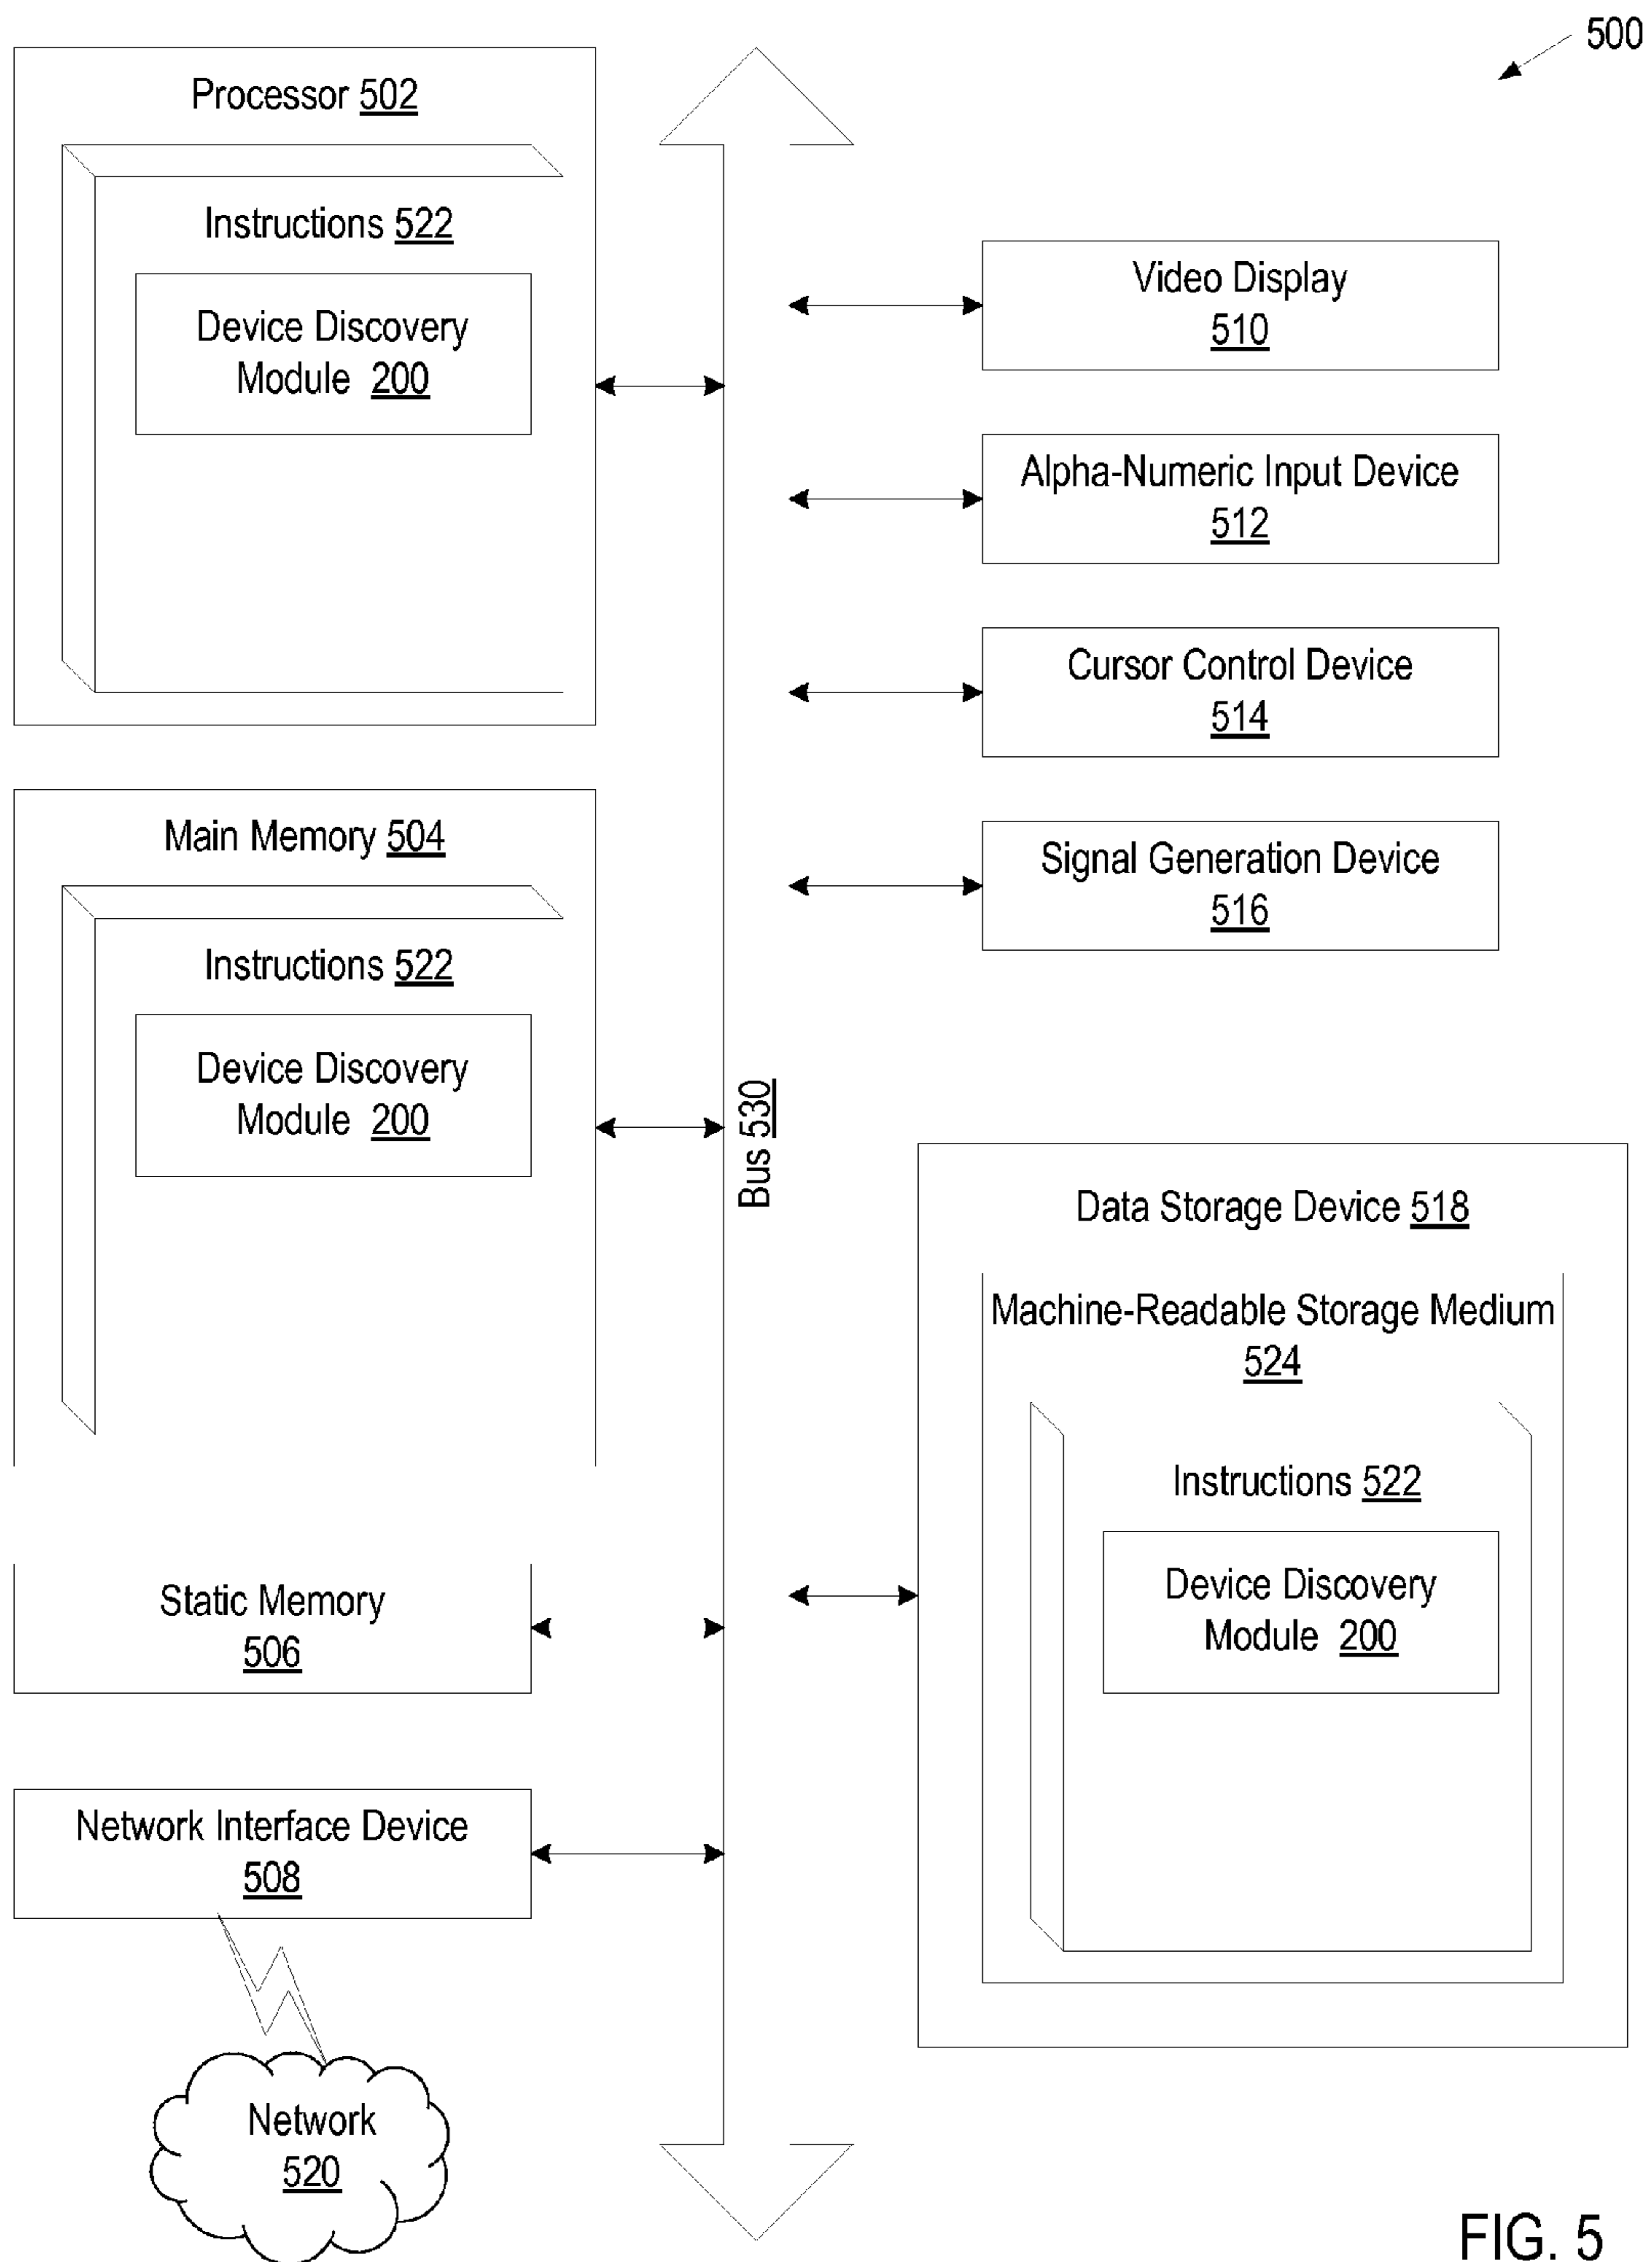 500
Processor 502
Instructions 522
Device Discovery
Module 200
Video Display
510
Alpha-Numeric Input Device
512
Cursor Control Device
514
Signal Generation Device
516
Main Memory 504
Instructions 522
Device Discovery
Module 200
Bus 530
Data Storage Device 518
Machine-Readable Storage Medium
524
Instructions 522
Device Discovery
Module 200
Static Memory
506
Network Interface Device
508
Network
520
FIG. 5